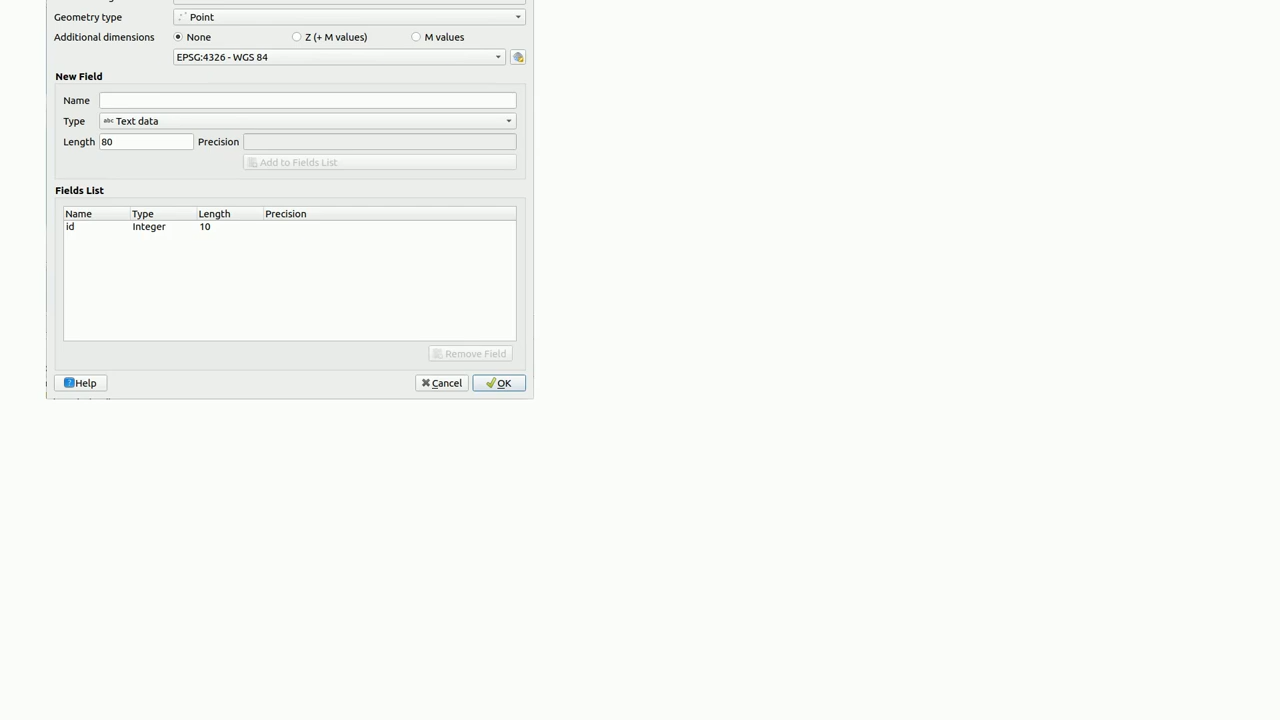 Geometry type Point
Additional dimensions None Z (+ M values) M values
EPSG:4326 - WGS 84
New Field
Name
Type abc Text data
Length 80 Precision
Add to Fields List
Fields List
Name Type Length Precision
id Integer 10
Remove Field
Help Cancel OK